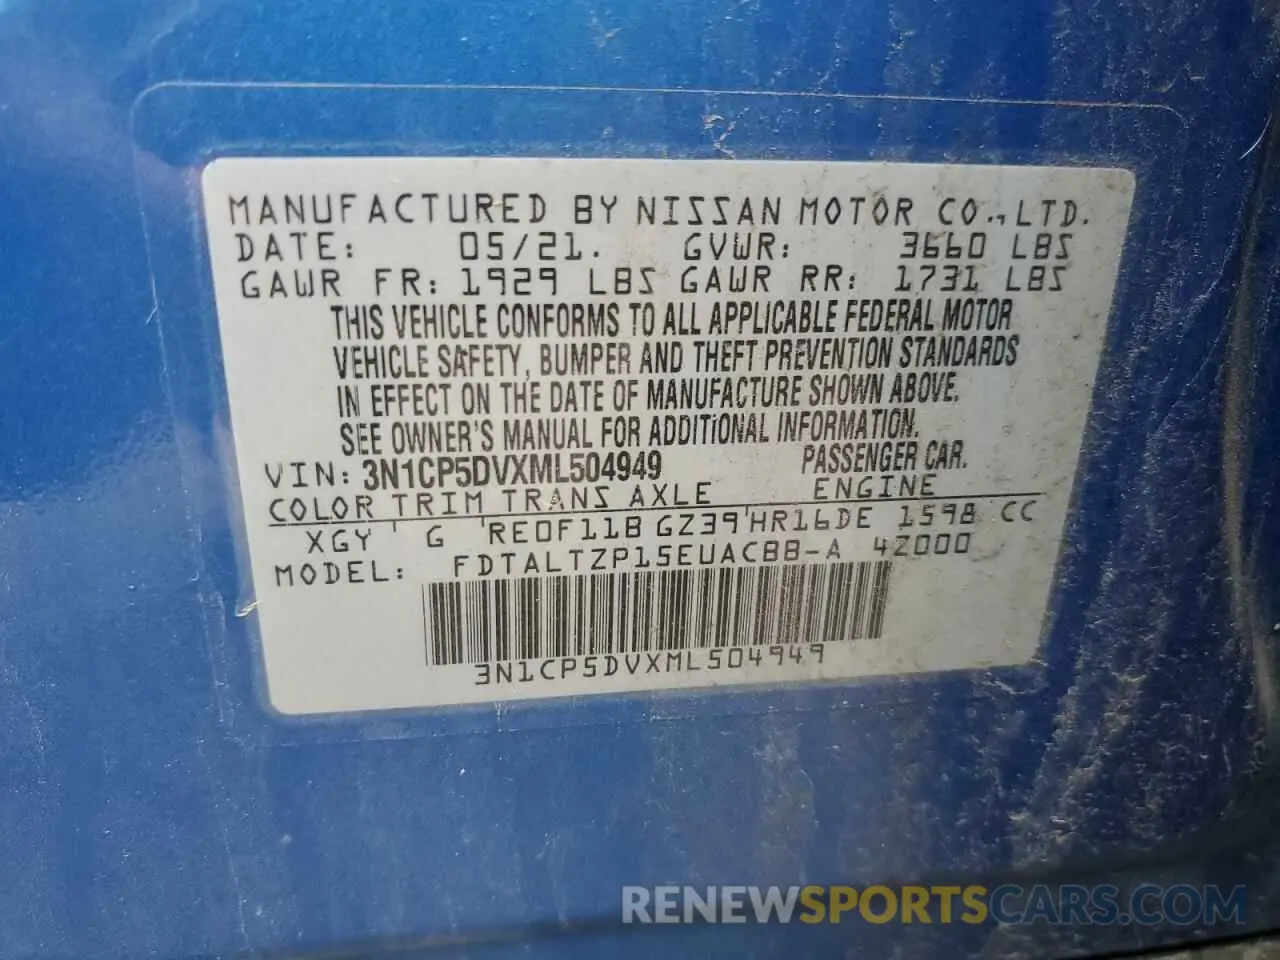 MANUFACTURED BY NISSAN MOTOR CO., LTD.
DATE: 05/21. GVWR: 3660 LBS
GAWR FR: 1929 LBS GAWR RR: 1731 LBS
THIS VEHICLE CONFORMS TO ALL APPLICABLE FEDERAL MOTOR
VEHICLE SAFETY, BUMPER AND THEFT PREVENTION STANDARDS
IN EFFECT ON THE DATE OF MANUFACTURE SHOWN ABOVE.
SEE OWNER'S MANUAL FOR ADDITIONAL INFORMATION.
VIN: 3N1CP5DVXML504949 PASSENGER CAR.
COLOR TRIM TRANS AXLE ENGINE
XGY G RE0F11B GZ39 HR16DE 1598 CC
MODEL: FDTALTZP15EUACBB-A 42000
3N1CP5DVXML504949
RENEWSPORTSCARS.COM